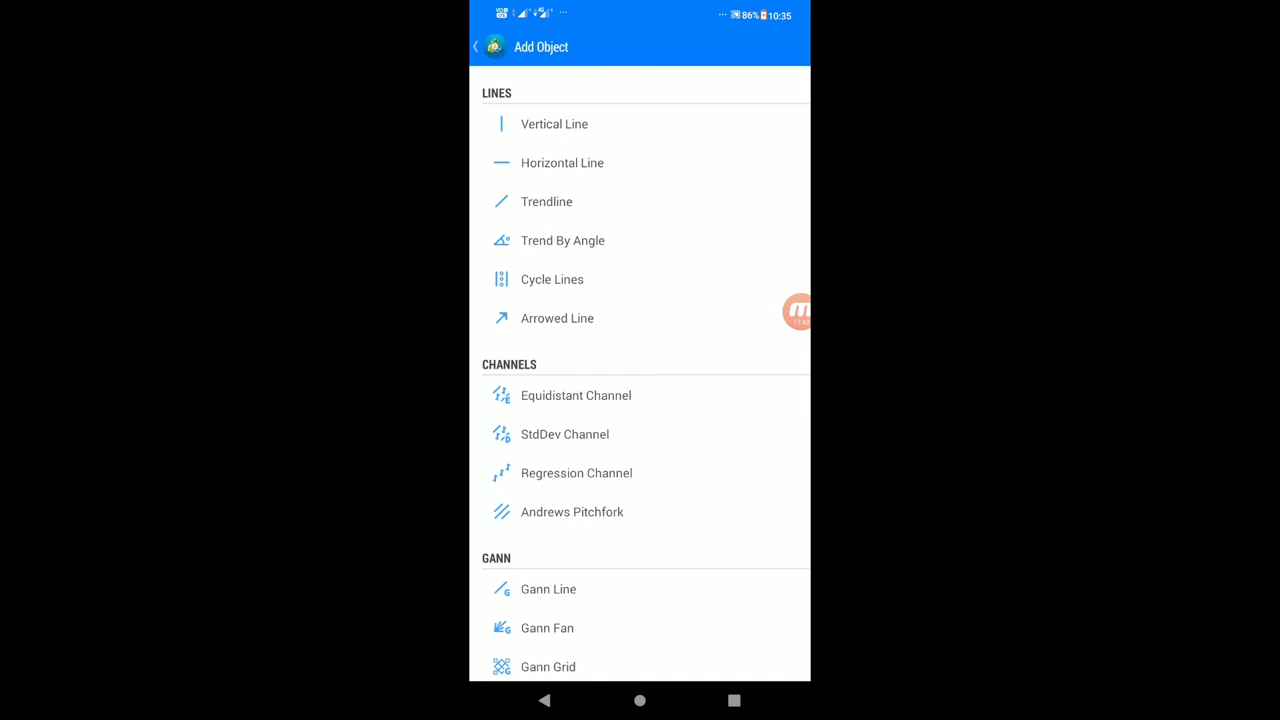 86% 10:35
Add Object
LINES
Vertical Line
Horizontal Line
Trendline
Trend By Angle
Cycle Lines
Arrowed Line
CHANNELS
Equidistant Channel
StdDev Channel
Regression Channel
Andrews Pitchfork
GANN
Gann Line
Gann Fan
Gann Grid